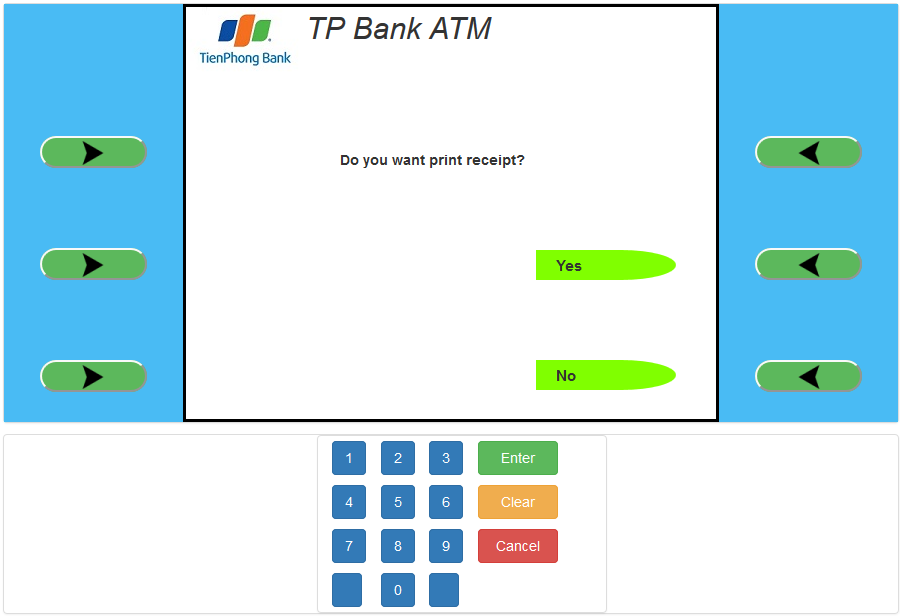 TP Bank ATM
TienPhong Bank
Do you want print receipt?
Yes
No
1 2 3 Enter
4 5 6 Clear
7 8 9 Cancel
0